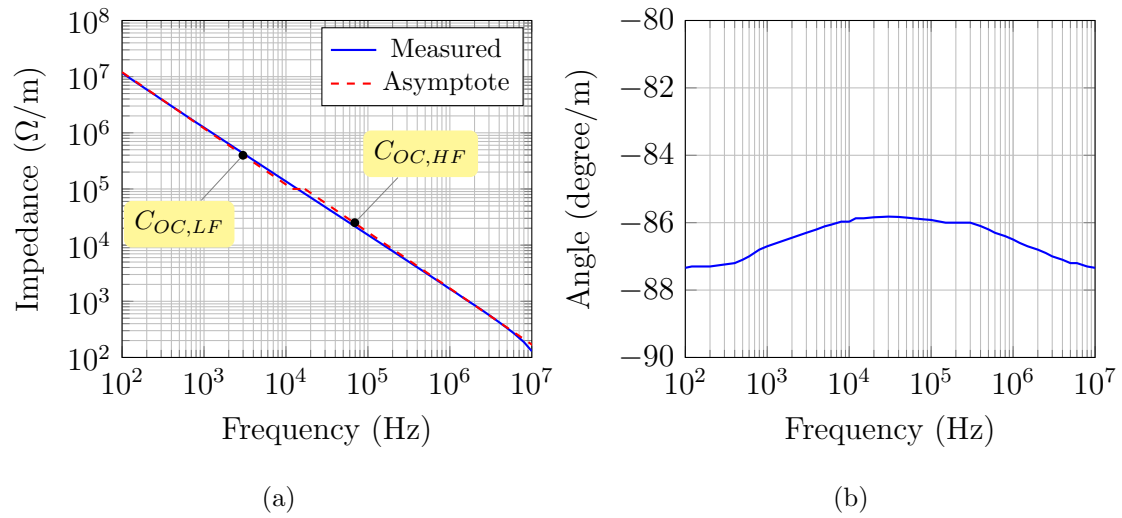 10^8
10^7
10^6
10^5
10^4
10^3
10^2
10^2 10^3 10^4 10^5 10^6 10^7
Impedance (Ω/m)
Frequency (Hz)
Measured
Asymptote
C_{OC,HF}
C_{OC,LF}
(a)
−80
−82
−84
−86
−88
−90
10^2 10^3 10^4 10^5 10^6 10^7
Angle (degree/m)
Frequency (Hz)
(b)